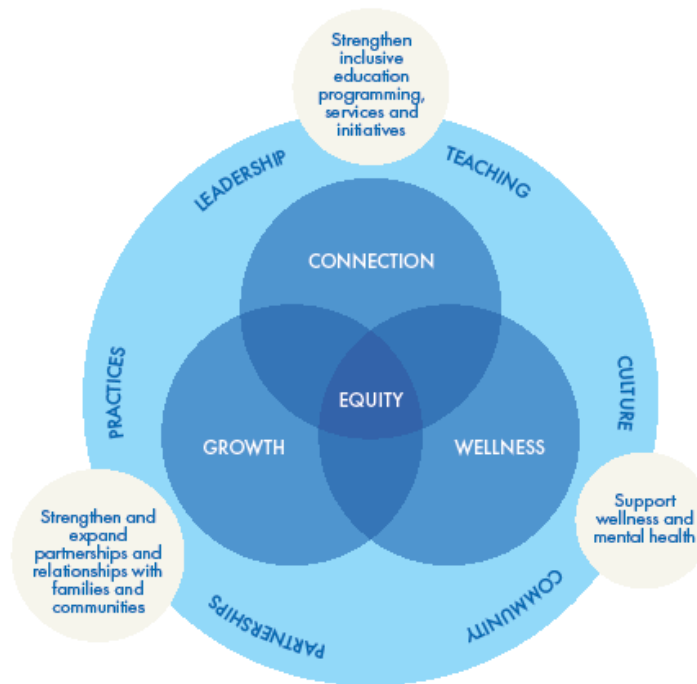 Strengthen
inclusive
education
programming,
services and
initiatives
LEADERSHIP
TEACHING
CONNECTION
PRACTICES
CULTURE
EQUITY
GROWTH
WELLNESS
Strengthen and
expand
partnerships and
relationships with
families and
communities
Support
wellness and
mental health
PARTNERSHIPS
COMMUNITY